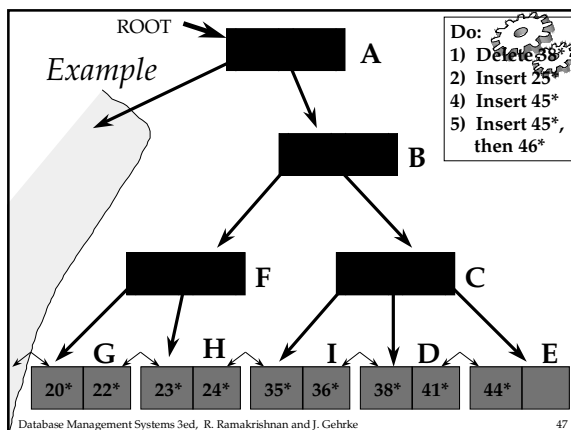 ROOT
A
Example
Do:
1) Delete 38*
2) Insert 25*
4) Insert 45*
5) Insert 45*,
then 46*
B
F
C
G
H
I
D
E
20* 22* 23* 24* 35* 36* 38* 41* 44*
Database Management Systems 3ed, R. Ramakrishnan and J. Gehrke 47